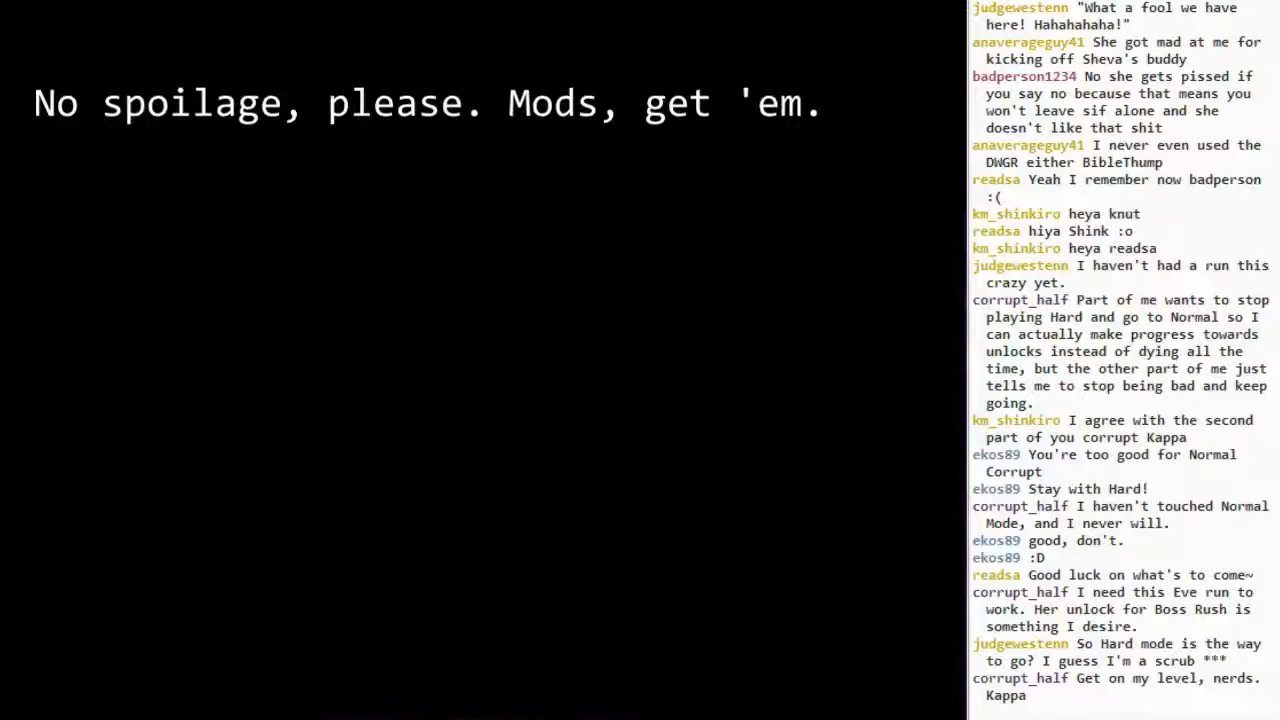 No spoilage, please. Mods, get 'em.
judgewestenn "What a fool we have
here! Hahahahaha!"
anaverageguy41 She got mad at me for
kicking off Sheva's buddy
badperson1234 No she gets pissed if
you say no because that means you
won't leave sif alone and she
doesn't like that shit
anaverageguy41 I never even used the
DWGR either BibleThump
readsa Yeah I remember now badperson
:(
km_shinkiro heya knut
readsa hiya Shink :o
km_shinkiro heya readsa
judgewestenn I haven't had a run this
crazy yet.
corrupt_half Part of me wants to stop
playing Hard and go to Normal so I
can actually make progress towards
unlocks instead of dying all the
time, but the other part of me just
tells me to stop being bad and keep
going.
km_shinkiro I agree with the second
part of you corrupt Kappa
ekos89 You're too good for Normal
Corrupt
ekos89 Stay with Hard!
corrupt_half I haven't touched Normal
Mode, and I never will.
ekos89 good, don't.
ekos89 :D
readsa Good luck on what's to come~
corrupt_half I need this Eve run to
work. Her unlock for Boss Rush is
something I desire.
judgewestenn So Hard mode is the way
to go? I guess I'm a scrub ***
corrupt_half Get on my level, nerds.
Kappa